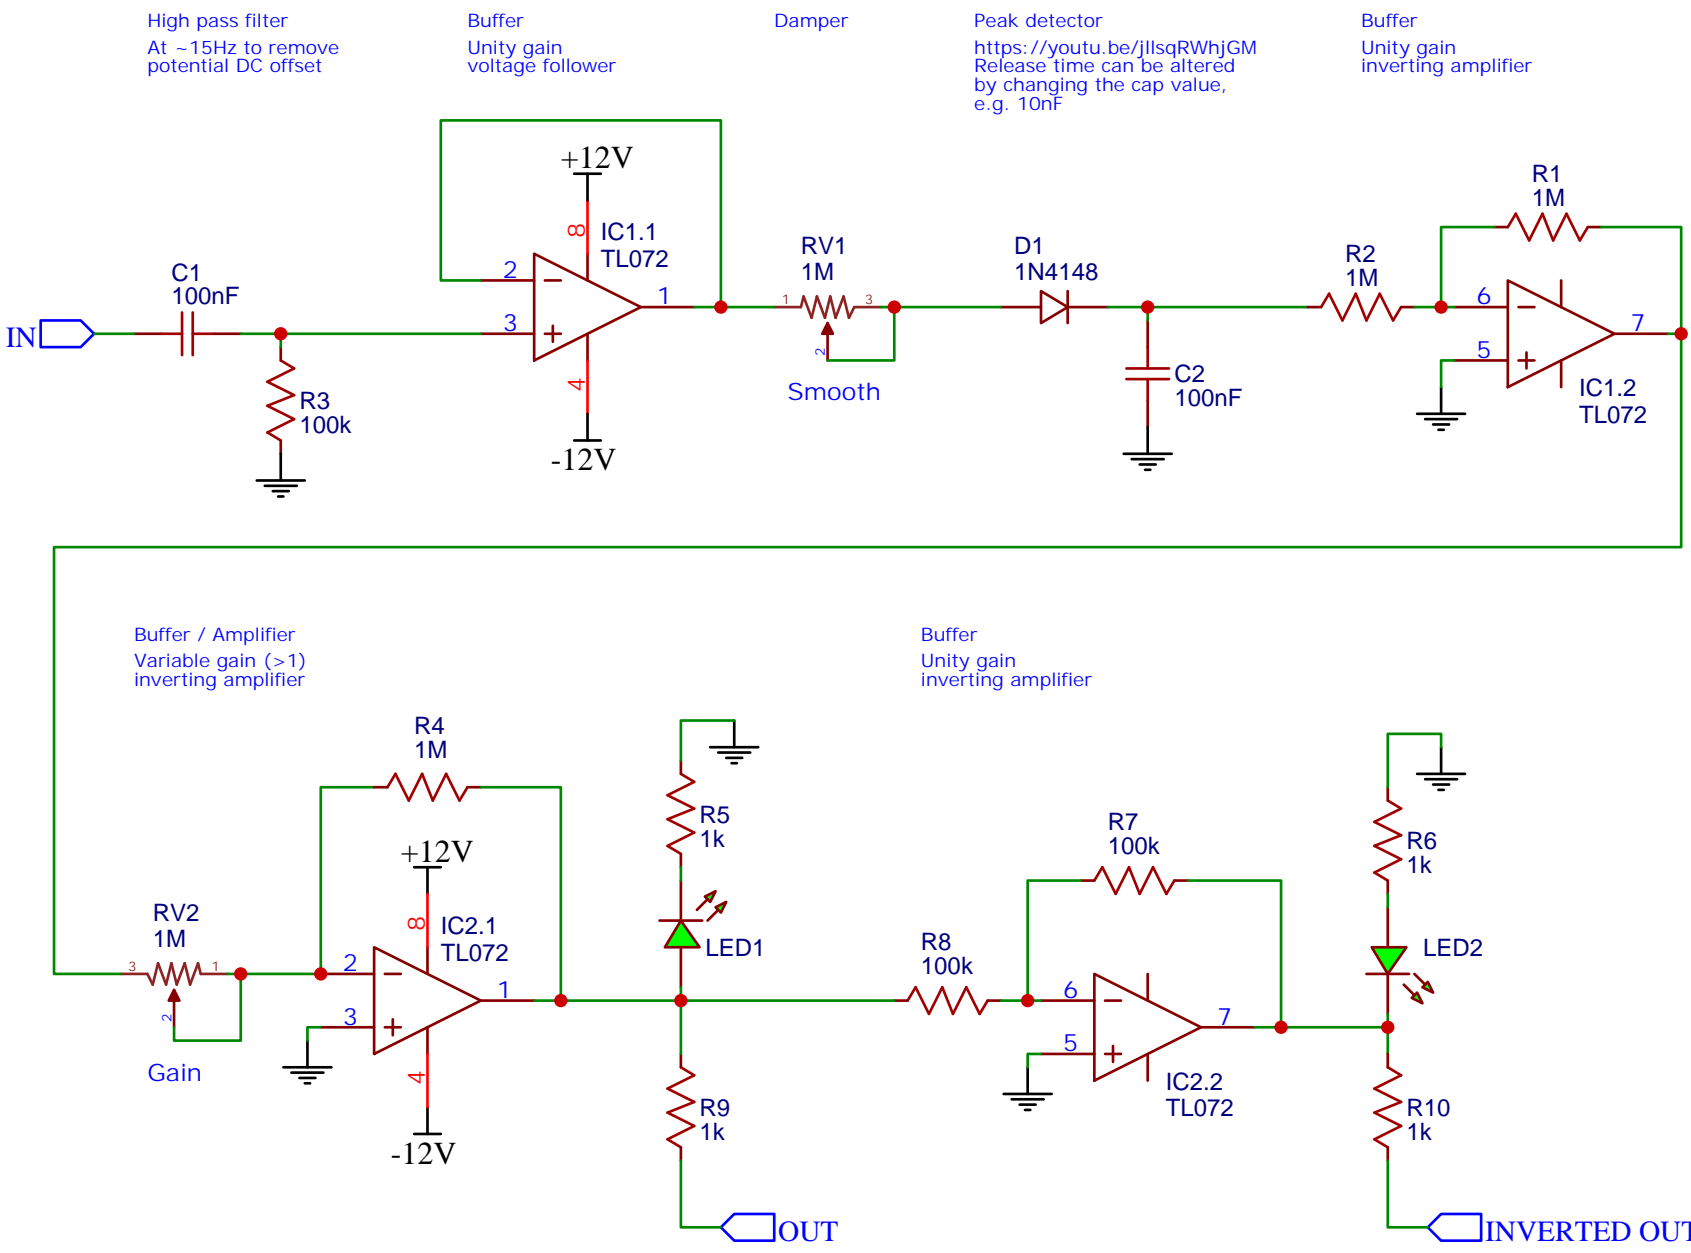 High pass filter
At ~15Hz to remove
potential DC offset
Buffer
Unity gain
voltage follower
Damper
Peak detector
https://youtu.be/jllsqRWhjGM
Release time can be altered
by changing the cap value,
e.g. 10nF
Buffer
Unity gain
inverting amplifier
+12V
8
IC1.1
TL072
2
3
1
4
-12V
IN
C1
100nF
R3
100k
RV1
1M
1
3
2
Smooth
D1
1N4148
C2
100nF
R2
1M
R1
1M
6
5
7
IC1.2
TL072
Buffer / Amplifier
Variable gain (>1)
inverting amplifier
Buffer
Unity gain
inverting amplifier
R4
1M
+12V
8
IC2.1
TL072
RV2
1M
3
1
2
Gain
2
3
1
4
-12V
R5
1k
LED1
R9
1k
OUT
R7
100k
R8
100k
6
5
7
IC2.2
TL072
R6
1k
LED2
R10
1k
INVERTED OUT